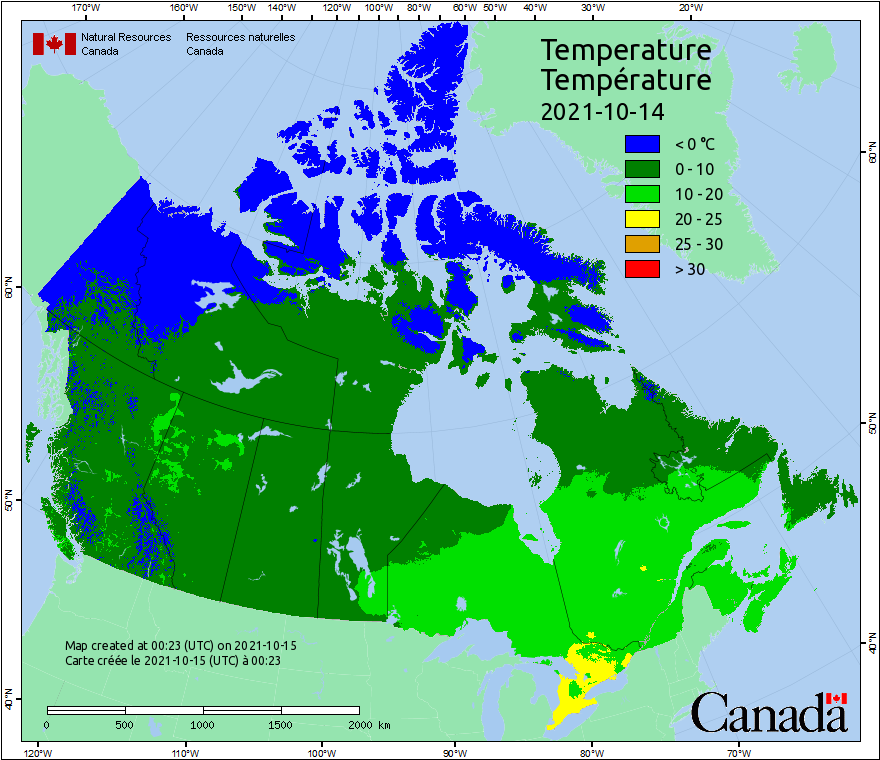 170°W 160°W 150°W 140°W 130°W 120°W 110°W 100°W 90°W 80°W 70°W 60°W 50°W 40°W 30°W 20°W
Natural Resources Ressources naturelles
Canada Canada
Temperature
Température
2021-10-14
< 0 °C
0 - 10
10 - 20
20 - 25
25 - 30
> 30
60°N
60°N
50°N
50°N
40°N
40°N
Map created at 00:23 (UTC) on 2021-10-15
Carte créée le 2021-10-15 (UTC) à 00:23
0 500 1000 1500 2000 km
Canada
120°W 110°W 100°W 90°W 80°W 70°W